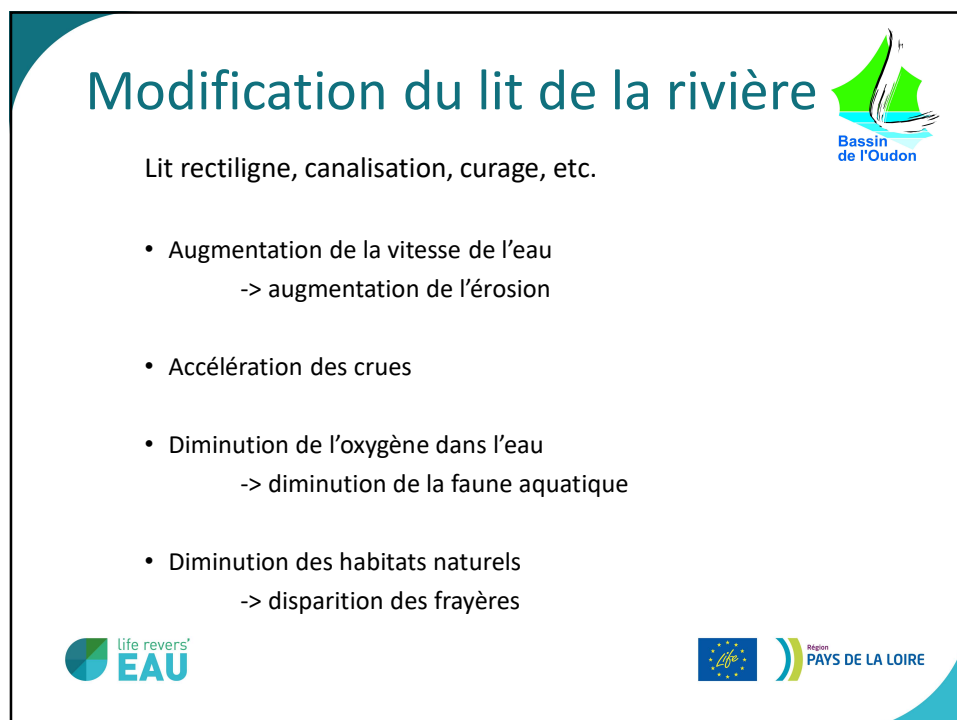 Modification du lit de la rivière
Bassin
de l'Oudon
Lit rectiligne, canalisation, curage, etc.
• Augmentation de la vitesse de l’eau
-> augmentation de l’érosion
• Accélération des crues
• Diminution de l’oxygène dans l’eau
-> diminution de la faune aquatique
• Diminution des habitats naturels
-> disparition des frayères
life revers'
EAU
Life
Région
PAYS DE LA LOIRE